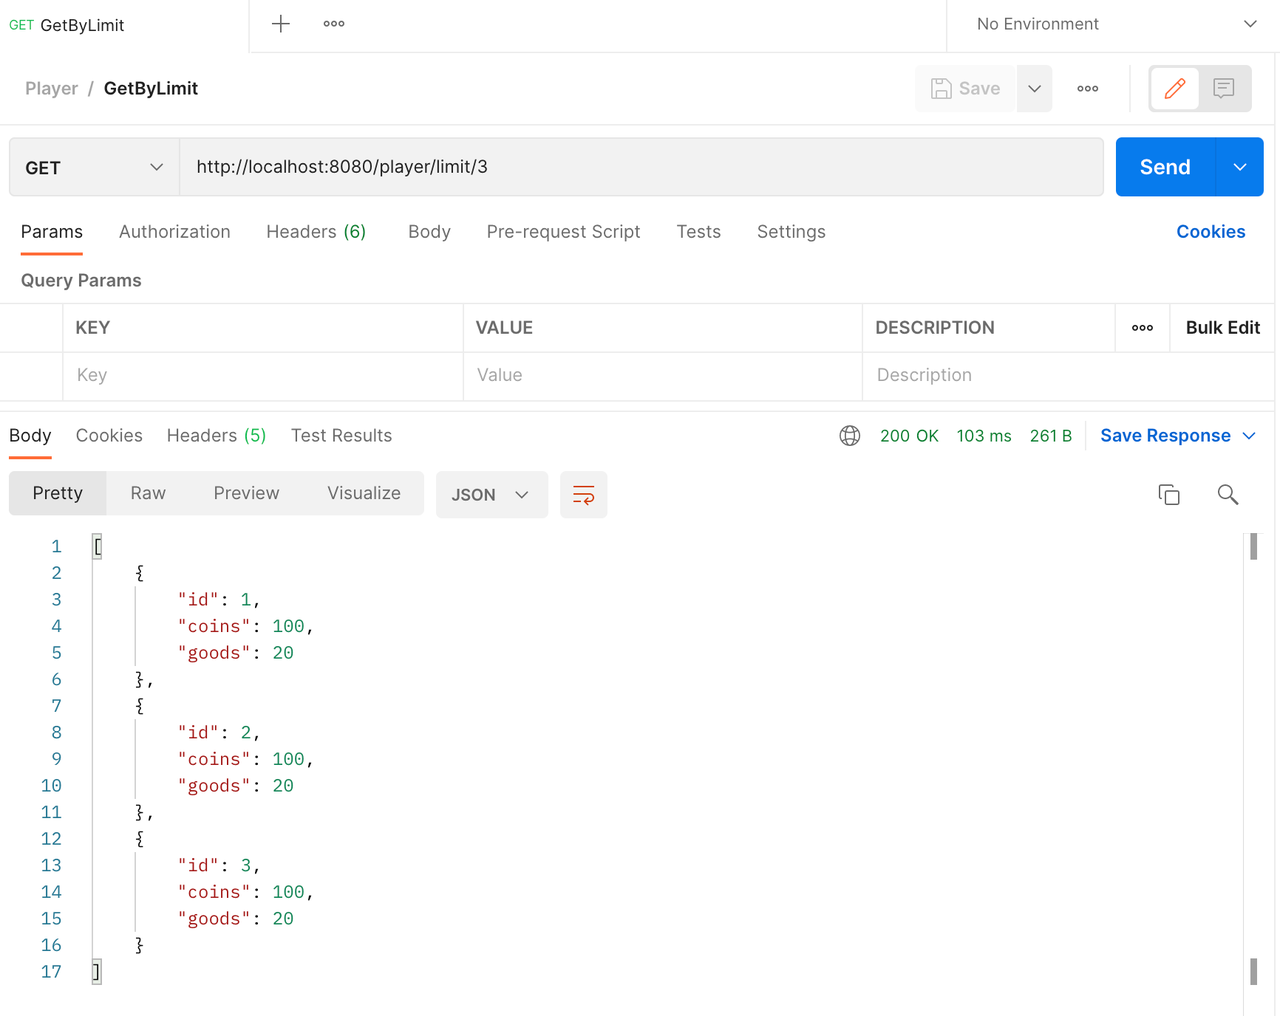 GET GetByLimit
No Environment
Player / GetByLimit
Save
GET http://localhost:8080/player/limit/3 Send
Params Authorization Headers (6) Body Pre-request Script Tests Settings Cookies
Query Params
KEY VALUE DESCRIPTION Bulk Edit
Key Value Description
Body Cookies Headers (5) Test Results 200 OK 103 ms 261 B Save Response
Pretty Raw Preview Visualize JSON
1 [
2 {
3 "id": 1,
4 "coins": 100,
5 "goods": 20
6 },
7 {
8 "id": 2,
9 "coins": 100,
10 "goods": 20
11 },
12 {
13 "id": 3,
14 "coins": 100,
15 "goods": 20
16 }
17 ]